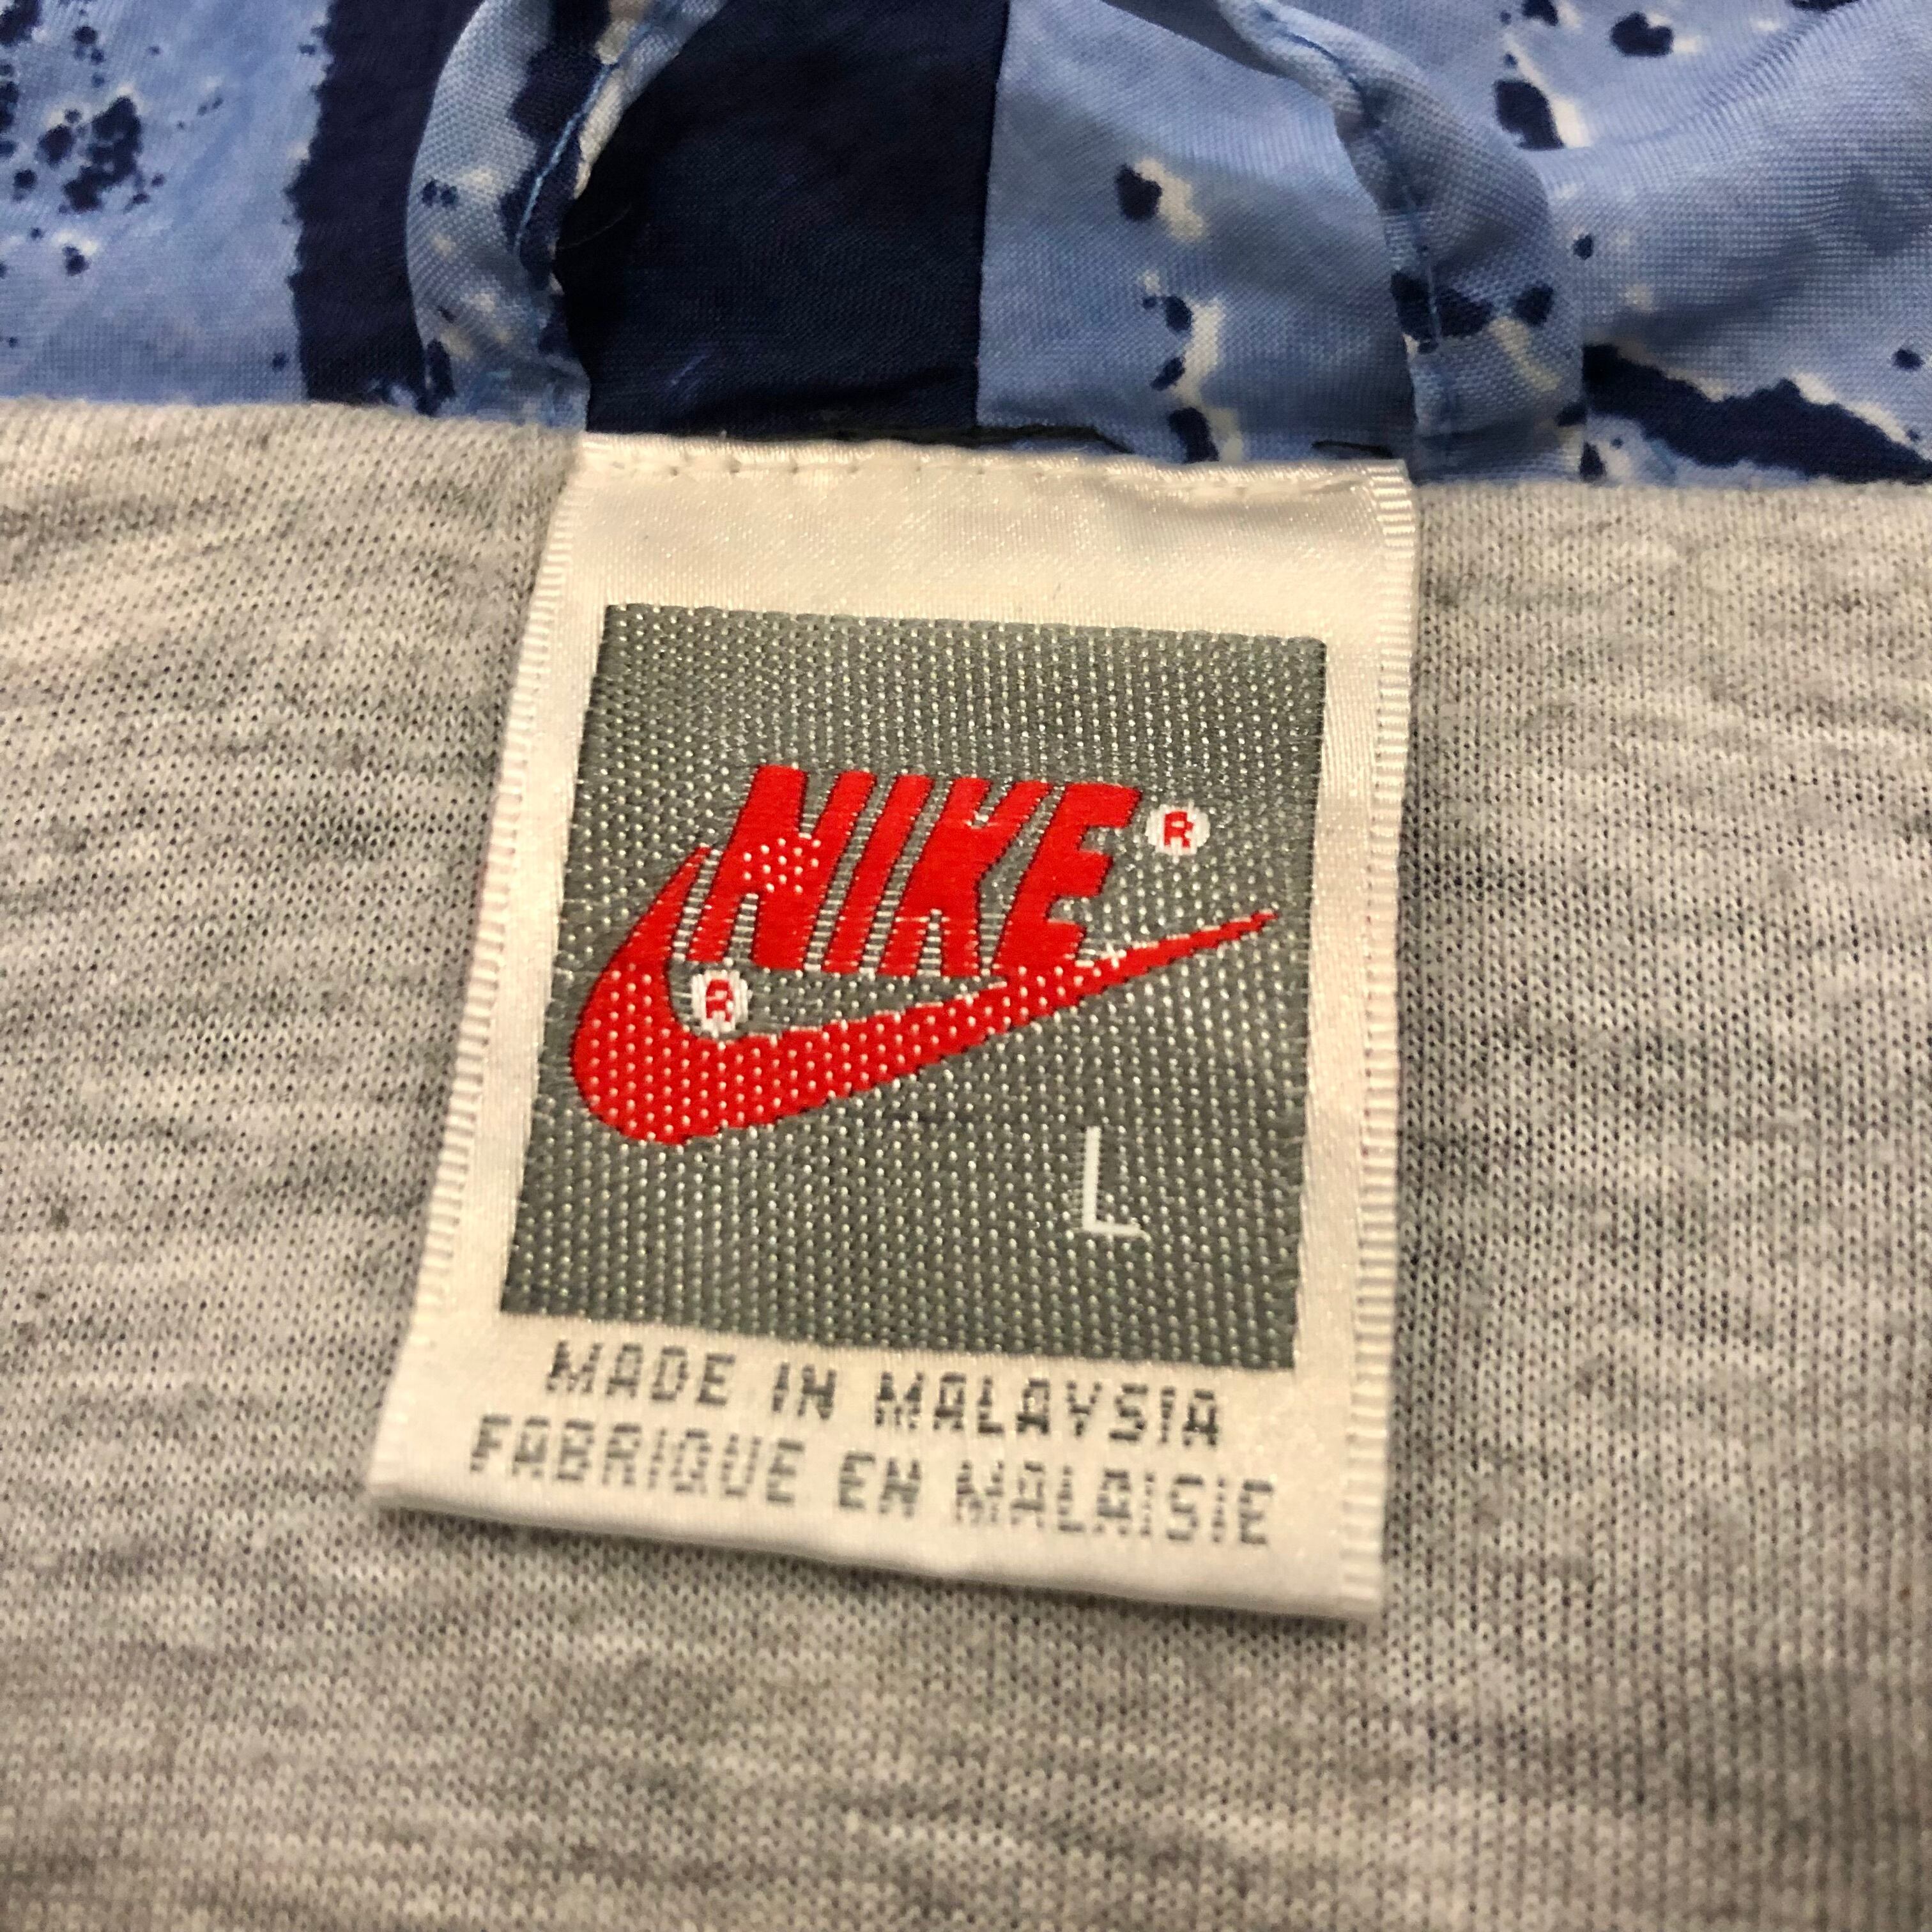 NIKE ®
®
L
MADE IN MALAYSIA
FABRIQUE EN MALAISIE